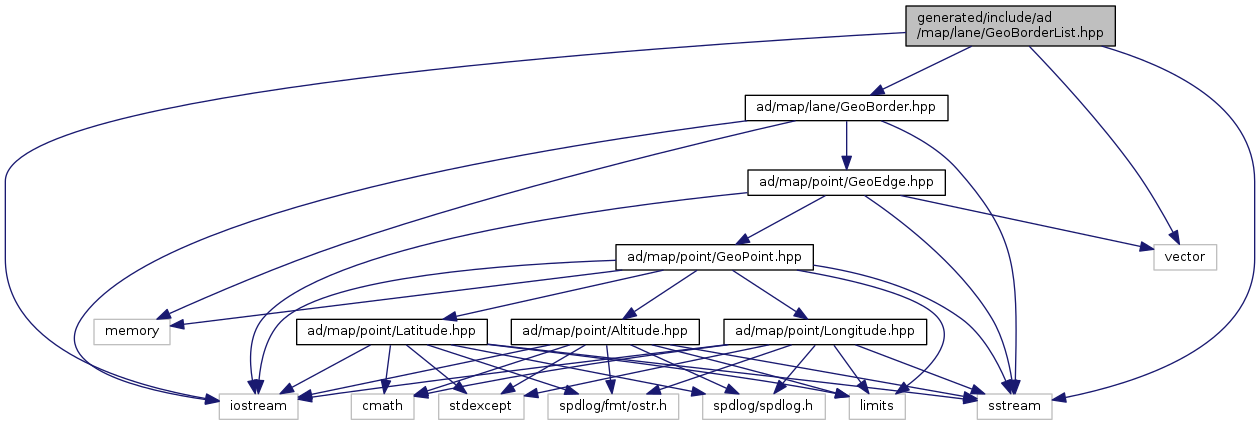 generated/include/ad
/map/lane/GeoBorderList.hpp
ad/map/lane/GeoBorder.hpp
ad/map/point/GeoEdge.hpp
ad/map/point/GeoPoint.hpp
vector
memory
ad/map/point/Latitude.hpp
ad/map/point/Altitude.hpp
ad/map/point/Longitude.hpp
iostream
cmath
stdexcept
spdlog/fmt/ostr.h
spdlog/spdlog.h
limits
sstream